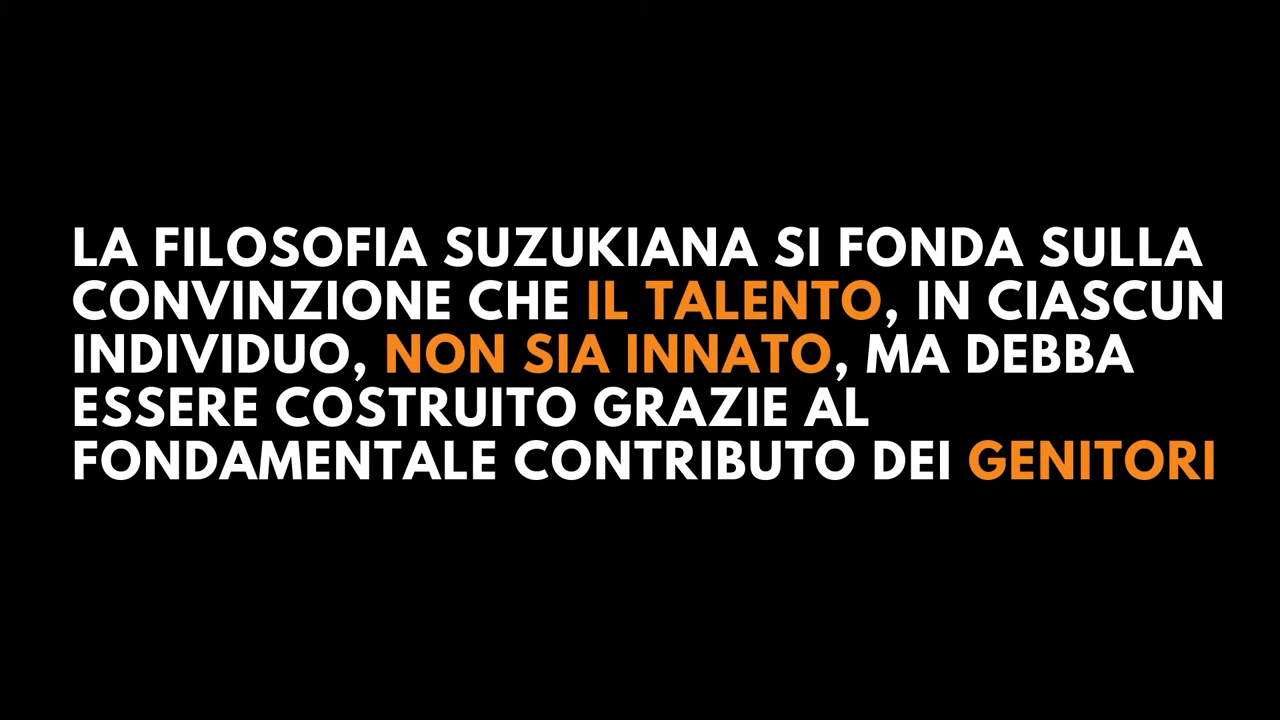 LA FILOSOFIA SUZUKIANA SI FONDA SULLA
CONVINZIONE CHE IL TALENTO, IN CIASCUN
INDIVIDUO, NON SIA INNATO, MA DEBBA
ESSERE COSTRUITO GRAZIE AL
FONDAMENTALE CONTRIBUTO DEI GENITORI